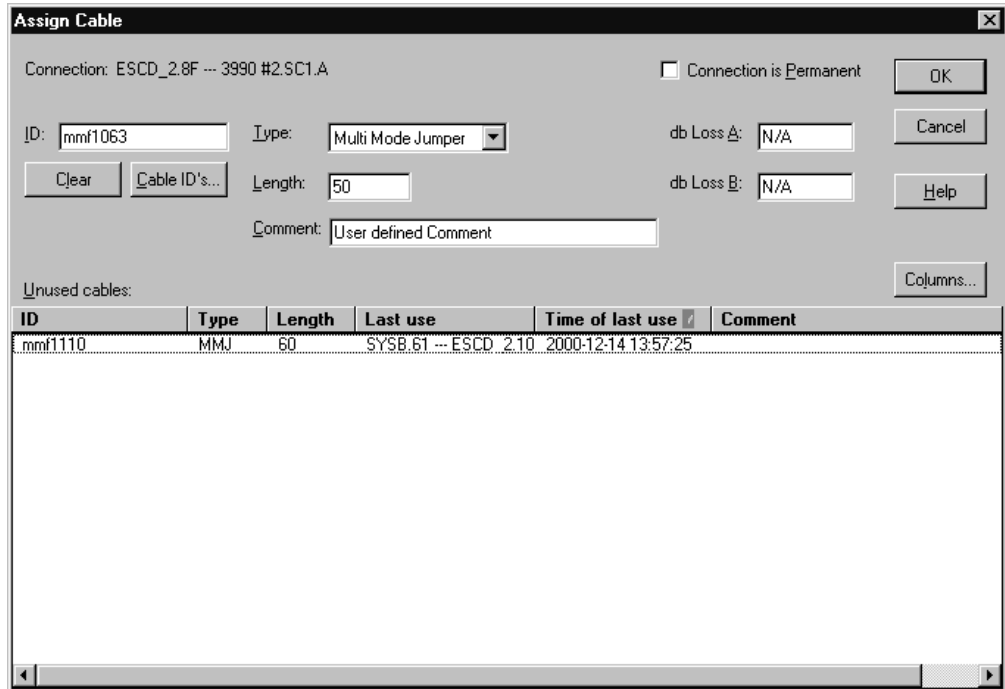 Assign Cable
Connection: ESCD_2.8F --- 3990 #2.SC1.A
Connection is Permanent
OK
ID: mmf1063 Type: Multi Mode Jumper db Loss A: N/A Cancel
Clear Cable ID's... Length: 50 db Loss B: N/A Help
Comment: User defined Comment
Unused cables: Columns...
ID Type Length Last use Time of last use Comment
mmf1110 MMJ 60 SYSB.61 --- ESCD_2.10 2000-12-14 13:57:25